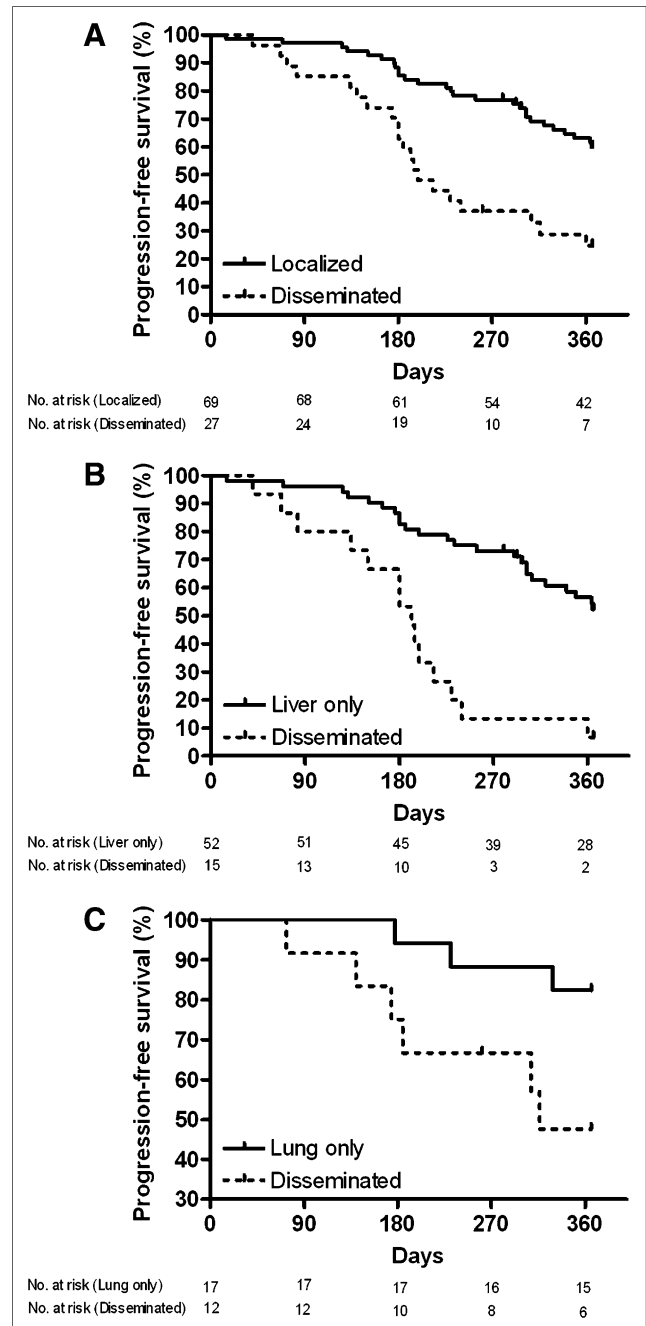 A
Progression-free survival (%)
100
90
80
70
60
50
40
30
20
10
0
Localized
Disseminated
0 90 180 270 360
Days
No. at risk (Localized) 69 68 61 54 42
No. at risk (Disseminated) 27 24 19 10 7
B
Progression-free survival (%)
100
90
80
70
60
50
40
30
20
10
0
Liver only
Disseminated
0 90 180 270 360
Days
No. at risk (Liver only) 52 51 45 39 28
No. at risk (Disseminated) 15 13 10 3 2
C
Progression-free survival (%)
100
90
80
70
60
50
40
30
Lung only
Disseminated
0 90 180 270 360
Days
No. at risk (Lung only) 17 17 17 16 15
No. at risk (Disseminated) 12 12 10 8 6